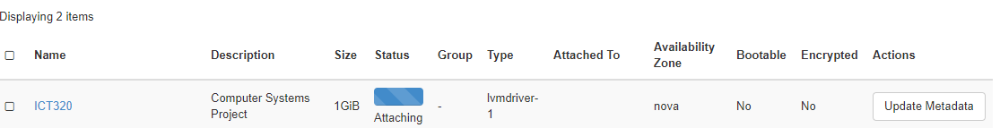 Displaying 2 items
Name Description Size Status Group Type Attached To Availability Zone Bootable Encrypted Actions
ICT320 Computer Systems Project 1GiB Attaching - lvmdriver-1 nova No No Update Metadata